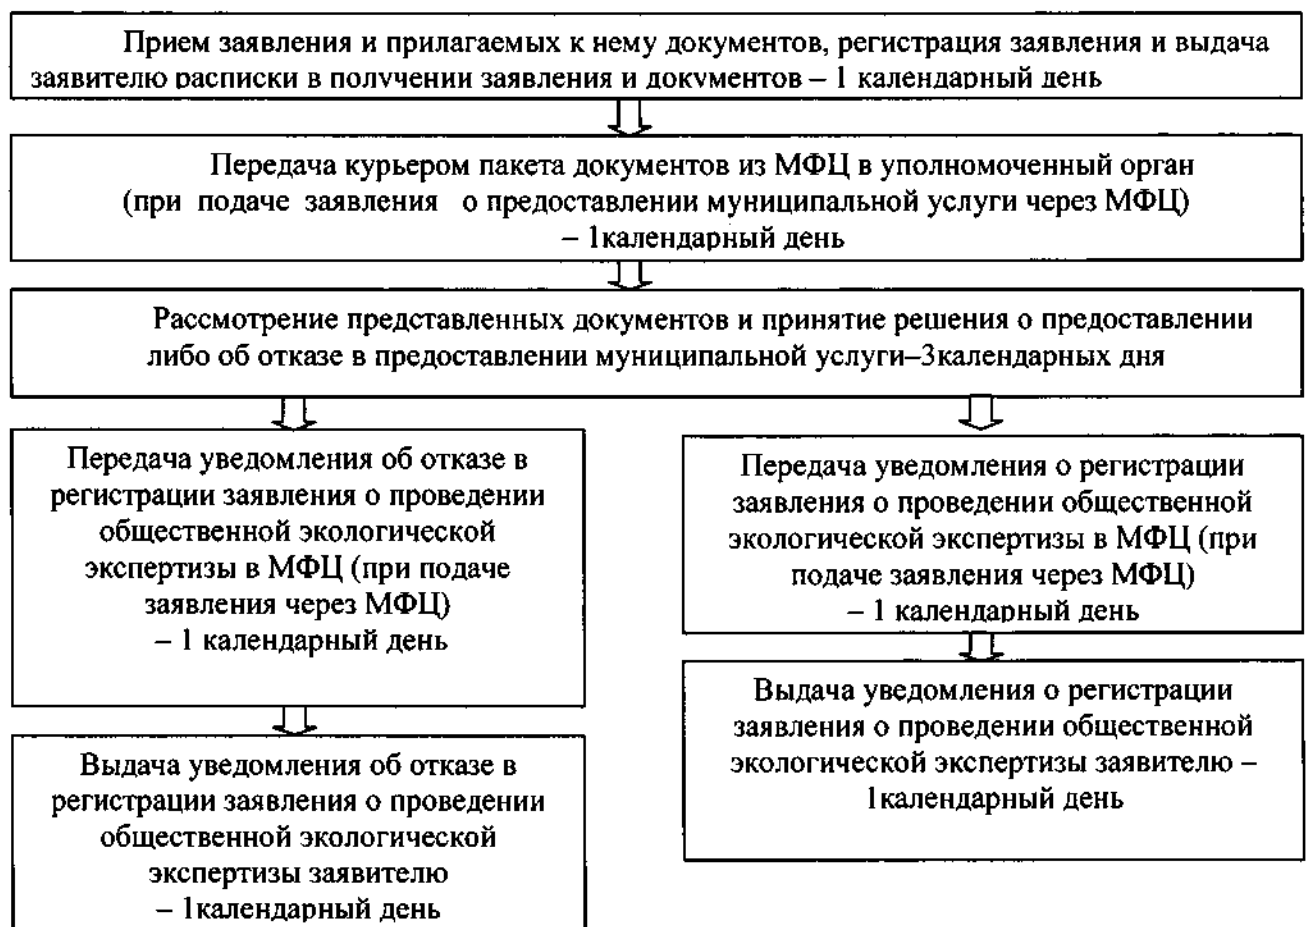 Прием заявления и прилагаемых к нему документов, регистрация заявления и выдача
заявителю расписки в получении заявления и документов – 1 календарный день
Передача курьером пакета документов из МФЦ в уполномоченный орган
(при подаче заявления о предоставлении муниципальной услуги через МФЦ)
– 1календарный день
Рассмотрение представленных документов и принятие решения о предоставлении
либо об отказе в предоставлении муниципальной услуги–3календарных дня
Передача уведомления об отказе в
регистрации заявления о проведении
общественной экологической
экспертизы в МФЦ (при подаче
заявления через МФЦ)
– 1 календарный день
Выдача уведомления об отказе в
регистрации заявления о проведении
общественной экологической
экспертизы заявителю
– 1календарный день
Передача уведомления о регистрации
заявления о проведении общественной
экологической экспертизы в МФЦ (при
подаче заявления через МФЦ)
– 1 календарный день
Выдача уведомления о регистрации
заявления о проведении общественной
экологической экспертизы заявителю –
1календарный день